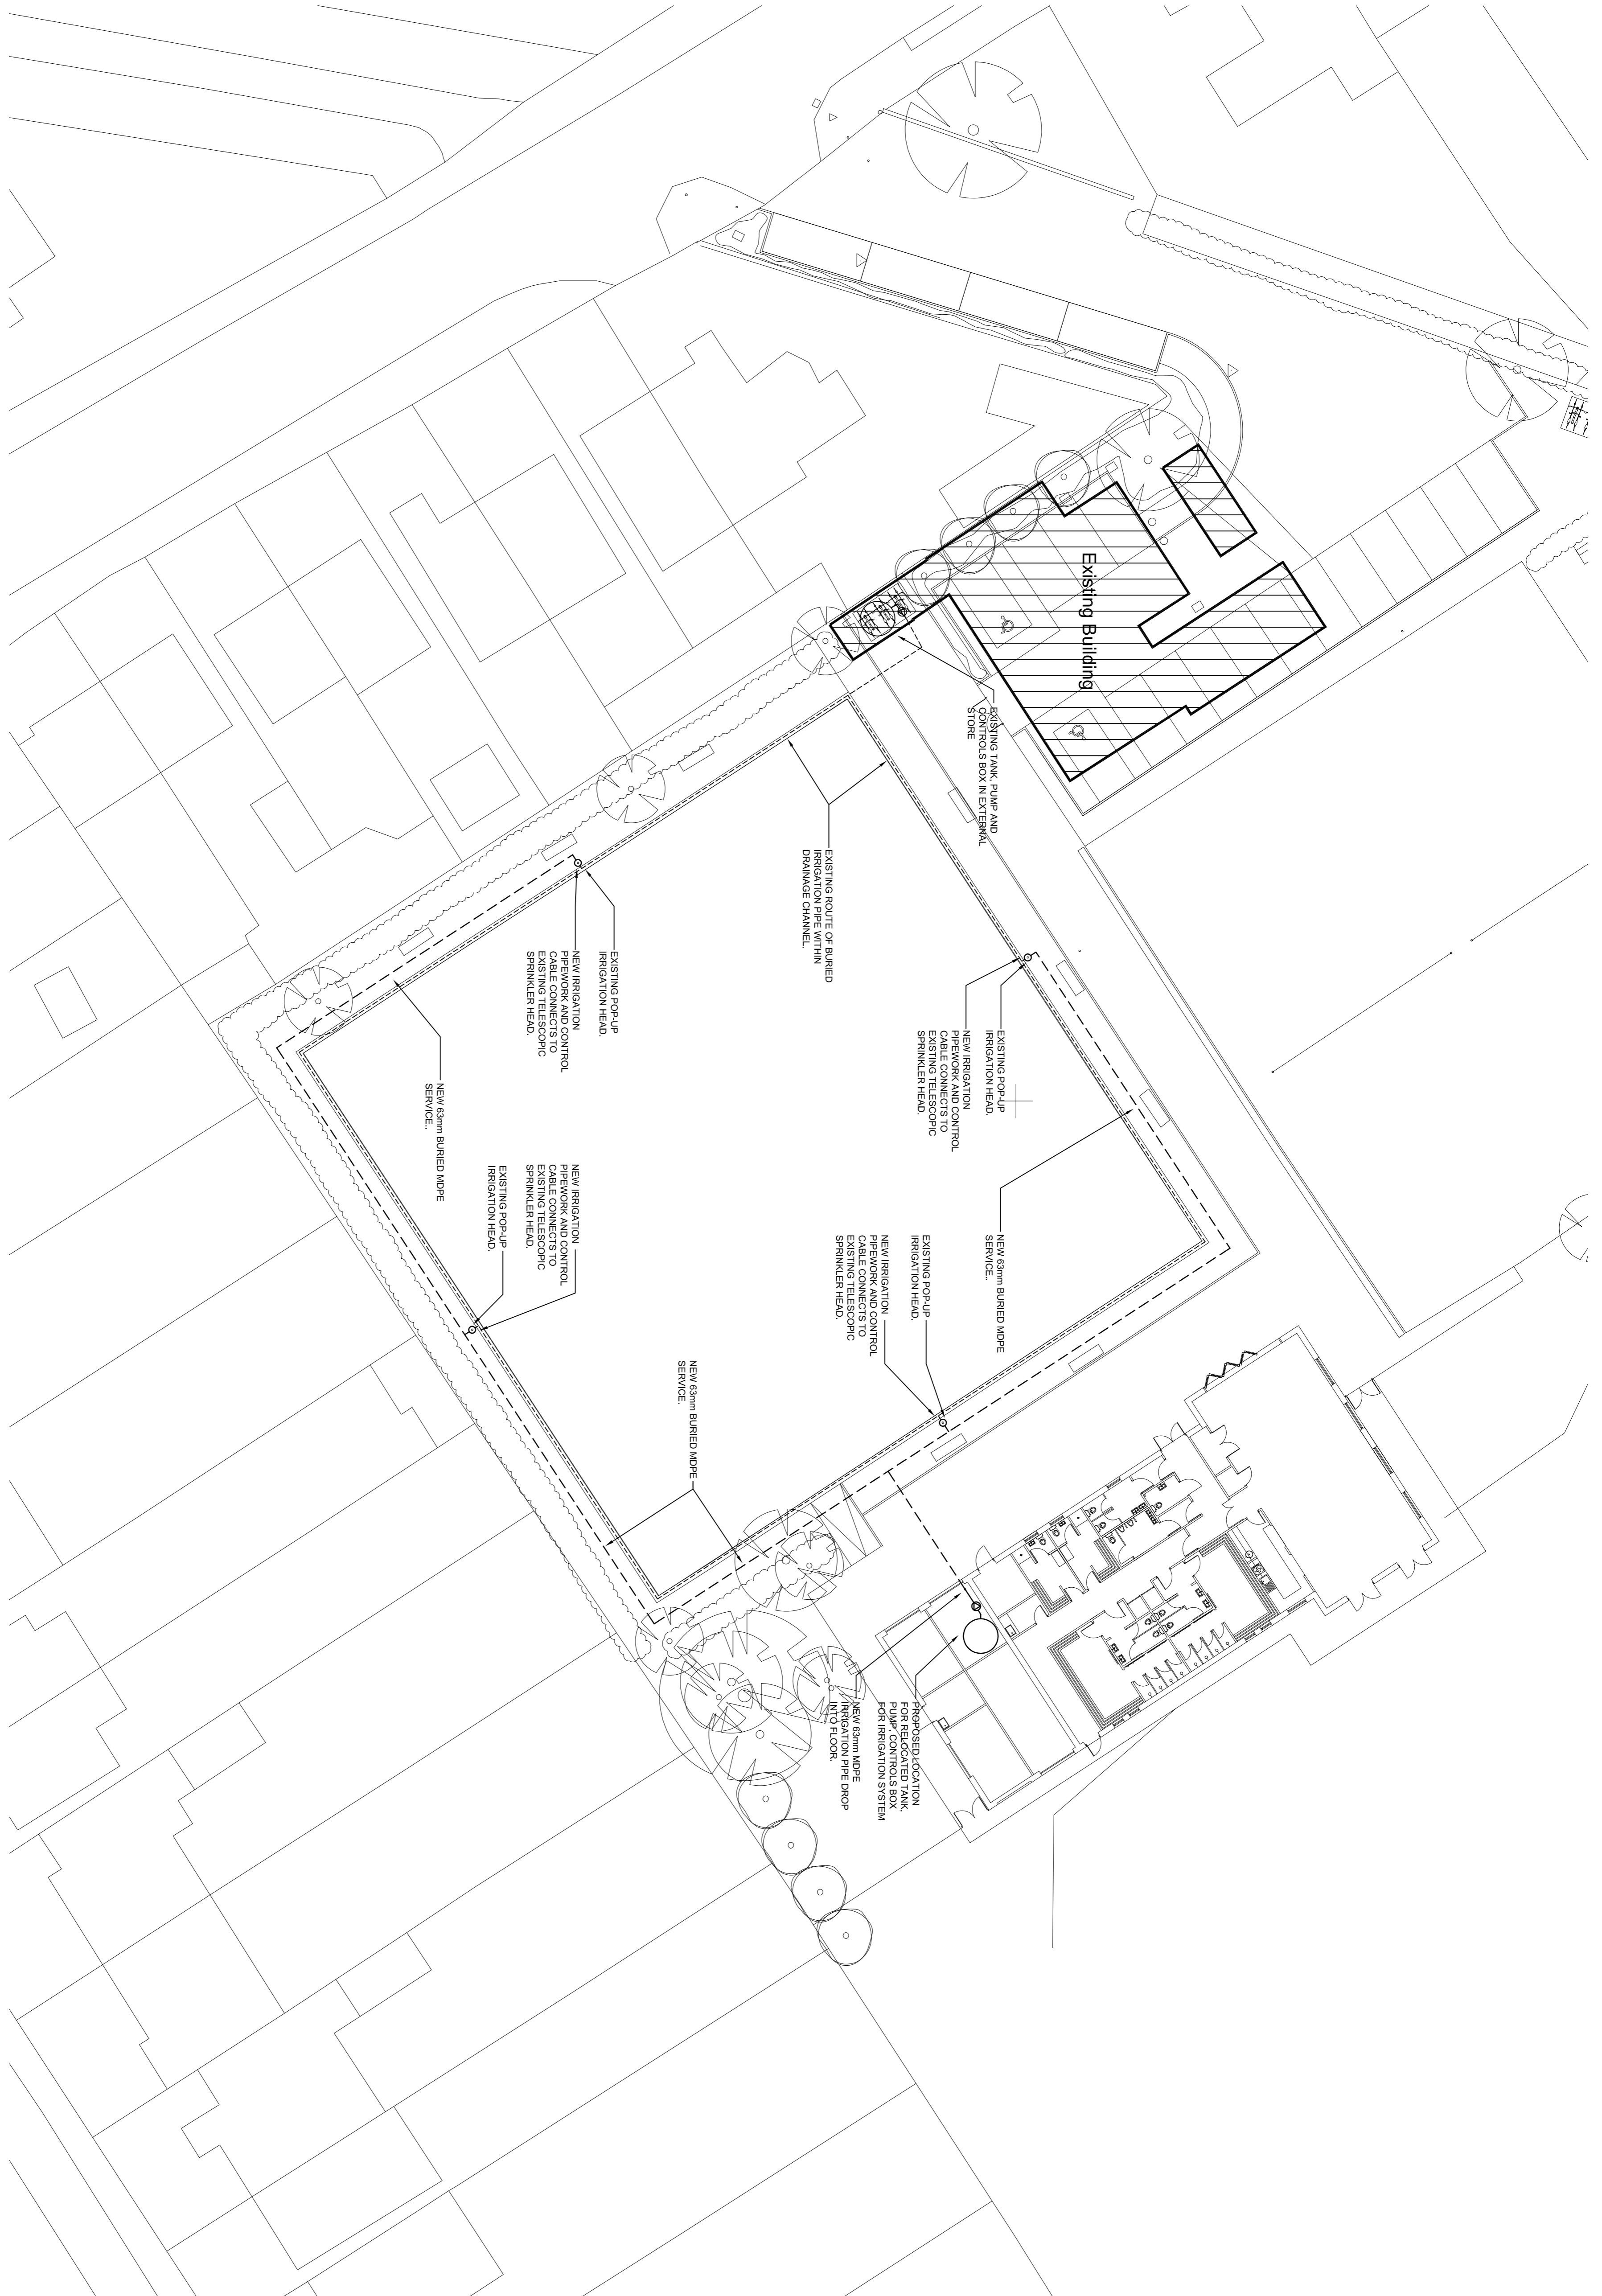 Existing Building
EXISTING TANK, PUMP AND
CONTROLS BOX IN EXTERNAL
STORE
EXISTING ROUTE OF BURIED
IRRIGATION PIPE WITHIN
DRAINAGE CHANNEL.
EXISTING POP-UP
IRRIGATION HEAD.
NEW IRRIGATION
PIPEWORK AND CONTROL
CABLE CONNECTS TO
EXISTING TELESCOPIC
SPRINKLER HEAD.
EXISTING POP-UP
IRRIGATION HEAD.
NEW IRRIGATION
PIPEWORK AND CONTROL
CABLE CONNECTS TO
EXISTING TELESCOPIC
SPRINKLER HEAD.
NEW 63mm BURIED MDPE
SERVICE..
NEW IRRIGATION
PIPEWORK AND CONTROL
CABLE CONNECTS TO
EXISTING TELESCOPIC
SPRINKLER HEAD.
EXISTING POP-UP
IRRIGATION HEAD.
NEW 63mm BURIED MDPE
SERVICE..
EXISTING POP-UP
IRRIGATION HEAD.
NEW IRRIGATION
PIPEWORK AND CONTROL
CABLE CONNECTS TO
EXISTING TELESCOPIC
SPRINKLER HEAD.
NEW 63mm BURIED MDPE
SERVICE.
PROPOSED LOCATION
FOR RELOCATED TANK,
PUMP, CONTROLS BOX
FOR IRRIGATION SYSTEM
NEW 63mm MDPE
IRRIGATION PIPE DROP
INTO FLOOR.